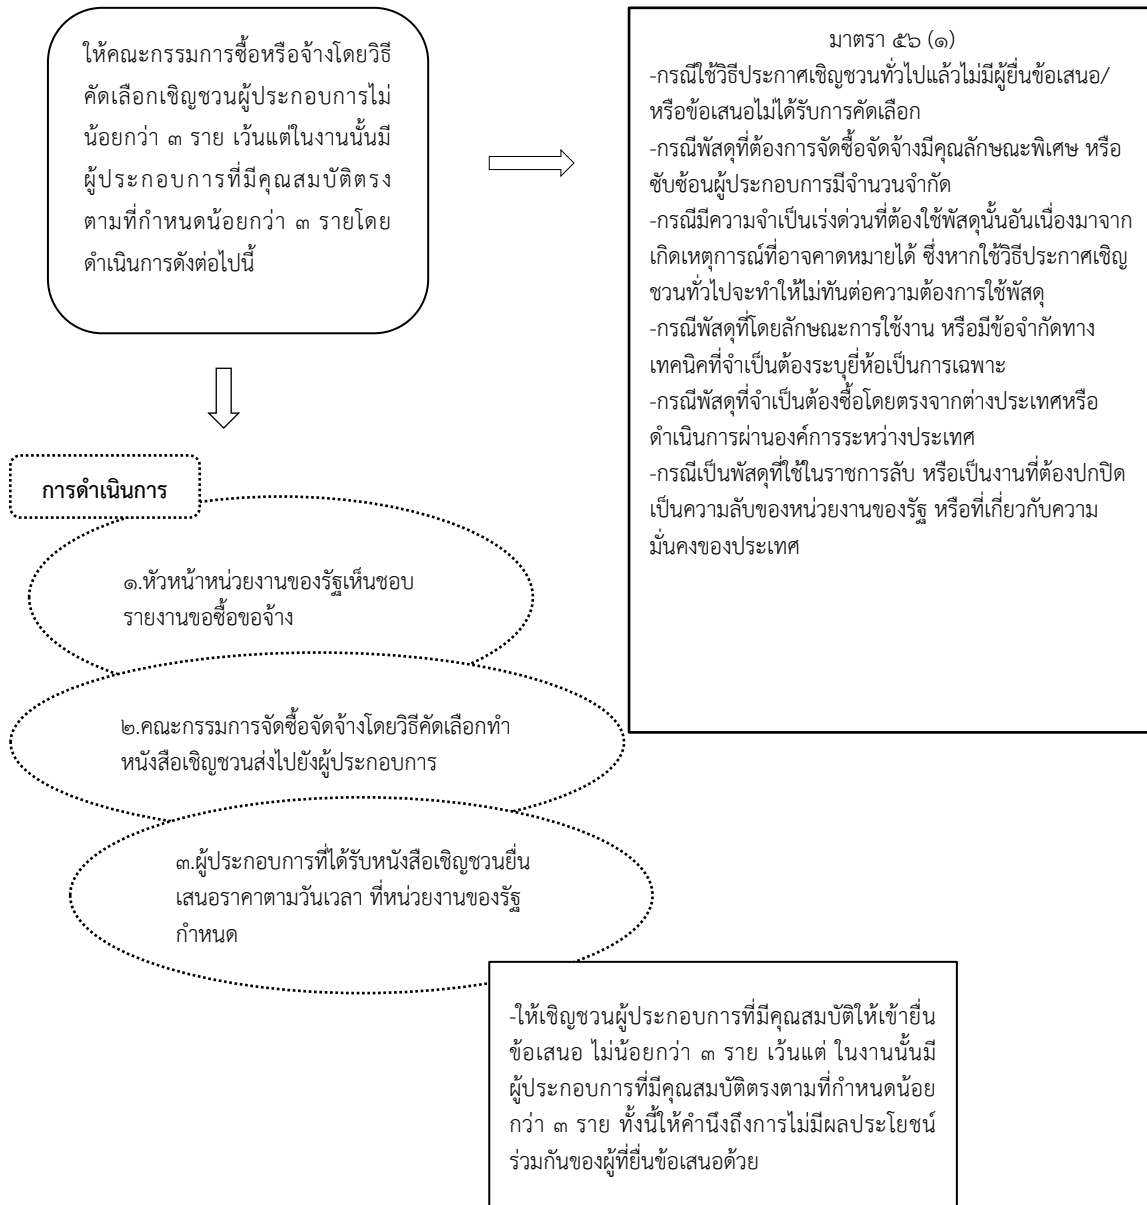 ให้คณะกรรมการซื้อหรือจ้างโดยวิธี
คัดเลือกเชิญชวนผู้ประกอบการไม่
น้อยกว่า ๓ ราย เว้นแต่ในงานนั้นมี
ผู้ประกอบการที่มีคุณสมบัติตรง
ตามที่กำหนดน้อยกว่า ๓ รายโดย
ดำเนินการดังต่อไปนี้
มาตรา ๕๖ (๑)
-กรณีใช้วิธีประกาศเชิญชวนทั่วไปแล้วไม่มีผู้ยื่นข้อเสนอ/
หรือข้อเสนอไม่ได้รับการคัดเลือก
-กรณีพัสดุที่ต้องการจัดซื้อจัดจ้างมีคุณลักษณะพิเศษ หรือ
ซับซ้อนผู้ประกอบการมีจำนวนจำกัด
-กรณีมีความจำเป็นเร่งด่วนที่ต้องใช้พัสดุนั้นอันเนื่องมาจาก
เกิดเหตุการณ์ที่อาจคาดหมายได้ ซึ่งหากใช้วิธีประกาศเชิญ
ชวนทั่วไปจะทำให้ไม่ทันต่อความต้องการใช้พัสดุ
-กรณีพัสดุที่โดยลักษณะการใช้งาน หรือมีข้อจำกัดทาง
เทคนิคที่จำเป็นต้องระบุยี่ห้อเป็นการเฉพาะ
-กรณีพัสดุที่จำเป็นต้องซื้อโดยตรงจากต่างประเทศหรือ
ดำเนินการผ่านองค์การระหว่างประเทศ
-กรณีเป็นพัสดุที่ใช้ในราชการลับ หรือเป็นงานที่ต้องปกปิด
เป็นความลับของหน่วยงานของรัฐ หรือที่เกี่ยวกับความ
มั่นคงของประเทศ
การดำเนินการ
๑.หัวหน้าหน่วยงานของรัฐเห็นชอบ
รายงานขอซื้อขอจ้าง
๒.คณะกรรมการจัดซื้อจัดจ้างโดยวิธีคัดเลือกทำ
หนังสือเชิญชวนส่งไปยังผู้ประกอบการ
๓.ผู้ประกอบการที่ได้รับหนังสือเชิญชวนยื่น
เสนอราคาตามวันเวลา ที่หน่วยงานของรัฐ
กำหนด
-ให้เชิญชวนผู้ประกอบการที่มีคุณสมบัติให้เข้ายื่น
ข้อเสนอ ไม่น้อยกว่า ๓ ราย เว้นแต่ ในงานนั้นมี
ผู้ประกอบการที่มีคุณสมบัติตรงตามที่กำหนดน้อย
กว่า ๓ ราย ทั้งนี้ให้คำนึงถึงการไม่มีผลประโยชน์
ร่วมกันของผู้ที่ยื่นข้อเสนอด้วย